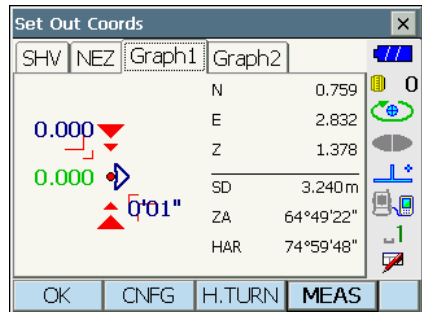 Set Out Coords
SHV NEZ Graph1 Graph2
N 0.759
E 2.832
Z 1.378
SD 3.240m
ZA 64°49'22"
HAR 74°59'48"
0.000
0.000
0'01"
0
1
OK CNFG H.TURN MEAS